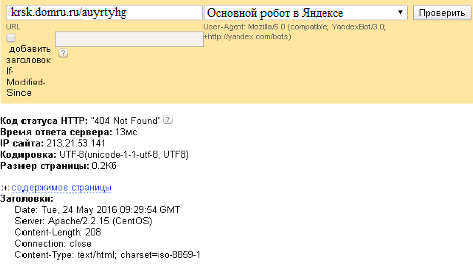 krsk.domru.ru/auyrtyhg Основной робот в Яндексе Проверить
URL
User-Agent: Mozilla/5.0 (compatible; YandexBot/3.0;
+http://yandex.com/bots)
добавить
заголовок
If-
Modified-
Since
Код статуса HTTP: "404 Not Found"
Время ответа сервера: 13мс
IP сайта: 213.21.53.141
Кодировка: UTF-8(unicode-1-1-utf-8, UTF8)
Размер страницы: 0.2Кб
содержимое страницы
Заголовки:
Date: Tue, 24 May 2016 09:29:54 GMT
Server: Apache/2.2.15 (CentOS)
Content-Length: 208
Connection: close
Content-Type: text/html; charset=iso-8859-1